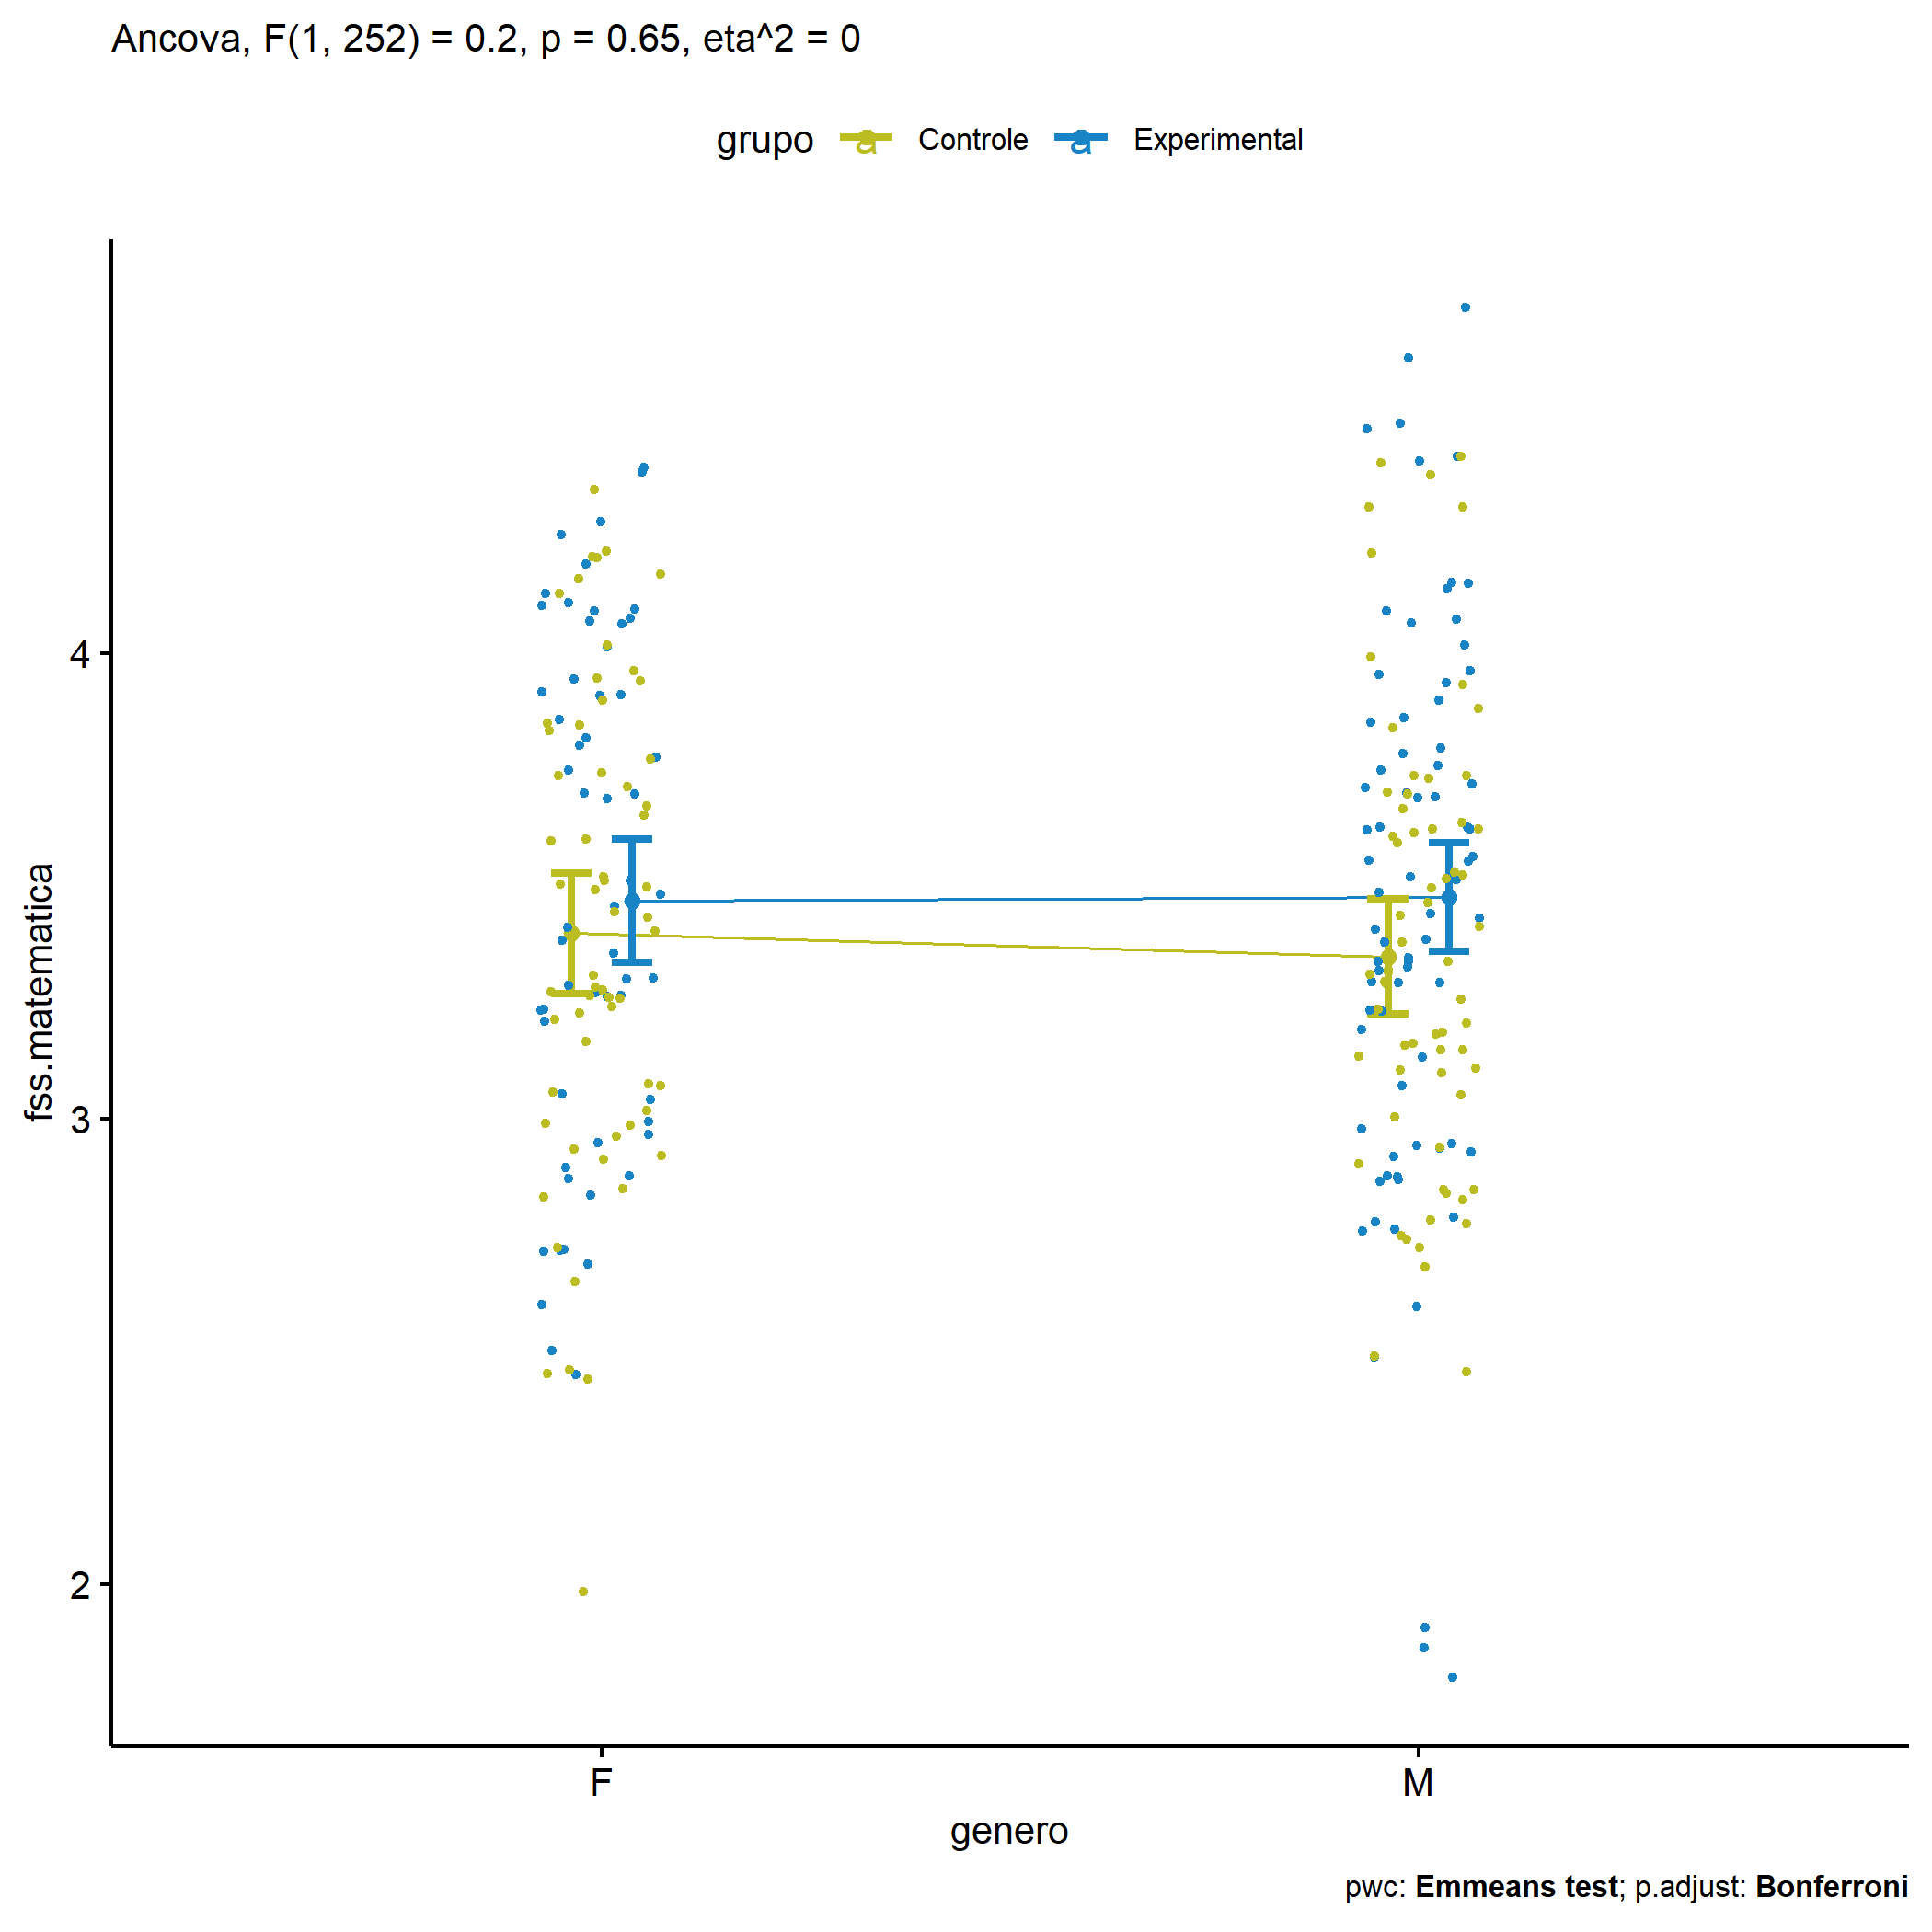 Ancova, F(1, 252) = 0.2, p = 0.65, eta^2 = 0
grupo a Controle a Experimental
4
3
2
fss.matematica
F M
genero
pwc: Emmeans test; p.adjust: Bonferroni